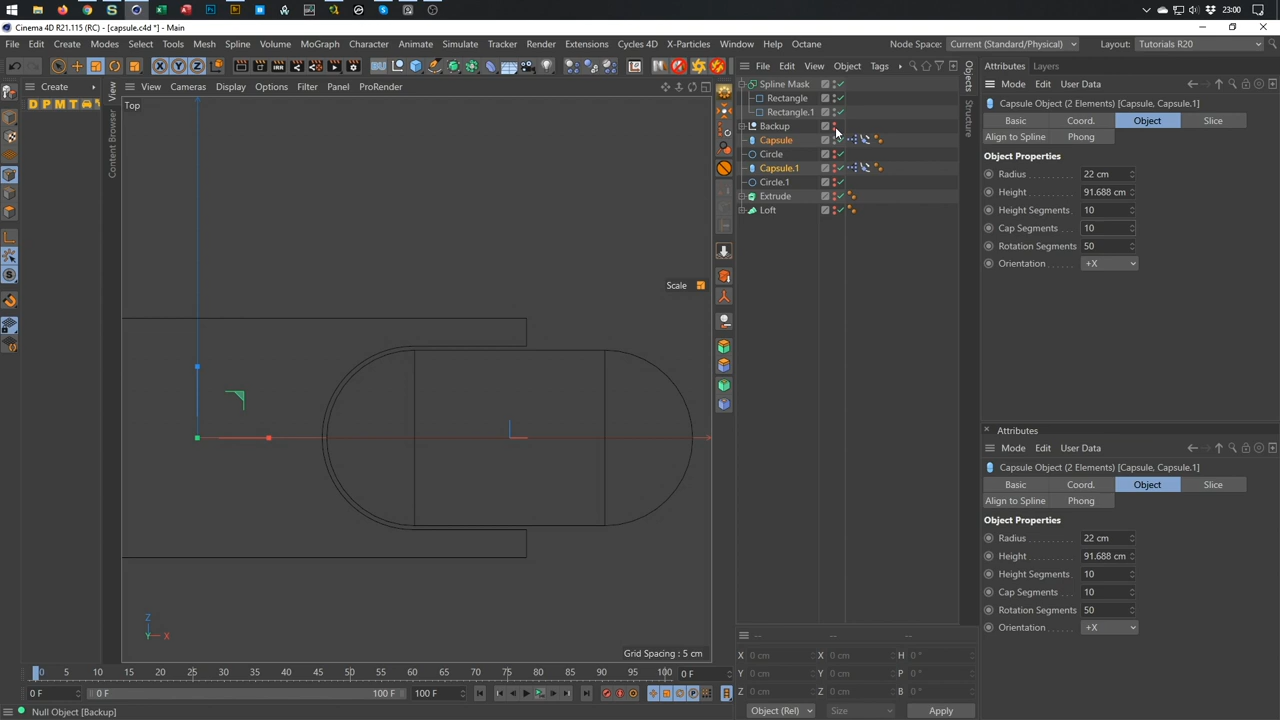 23:00
Cinema 4D R21.115 (RC) - [capsule.c4d *] - Main
File Edit Create Modes Select Tools Mesh Spline Volume MoGraph Character Animate Simulate Tracker Render Extensions Cycles 4D X-Particles Window Help Octane Node Space: Current (Standard/Physical) Layout: Tutorials R20
X Y Z
Create View Cameras Display Options Filter Panel ProRender File Edit View Object Tags Attributes Layers
Mode Edit User Data
D P M T
Content Browser
Objects
Structure
Top
Spline Mask
Rectangle
Rectangle.1
Backup
Capsule
Circle
Capsule.1
Circle.1
Extrude
Loft
Capsule Object (2 Elements) [Capsule, Capsule.1]
Basic Coord. Object Slice
Align to Spline Phong
Object Properties
Radius 22 cm
Height 91.688 cm
Height Segments 10
Cap Segments 10
Rotation Segments 50
Orientation +X
Scale
Attributes
Mode Edit User Data
Capsule Object (2 Elements) [Capsule, Capsule.1]
Basic Coord. Object Slice
Align to Spline Phong
Object Properties
Radius 22 cm
Height 91.688 cm
Height Segments 10
Cap Segments 10
Rotation Segments 50
Orientation +X
Z
Y X
Grid Spacing : 5 cm
-- -- --
X 0 cm X 0 cm H 0 °
Y 0 cm Y 0 cm P 0 °
Z 0 cm Z 0 cm B 0 °
Object (Rel) Size Apply
0 5 10 15 20 25 30 35 40 45 50 55 60 65 70 75 80 85 90 95 100 0 F
0 F 0 F 100 F 100 F
Null Object [Backup]